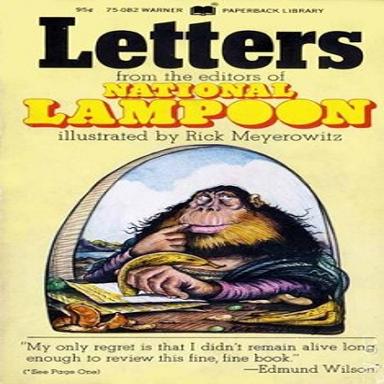 95¢ 75-082 WARNER PAPERBACK LIBRARY
Letters
from the editors of
NATIONAL
LAMPOON
illustrated by Rick Meyerowitz
"My only regret is that I didn't remain alive long
enough to review this fine, fine book."
(*See Page One) —Edmund Wilson*